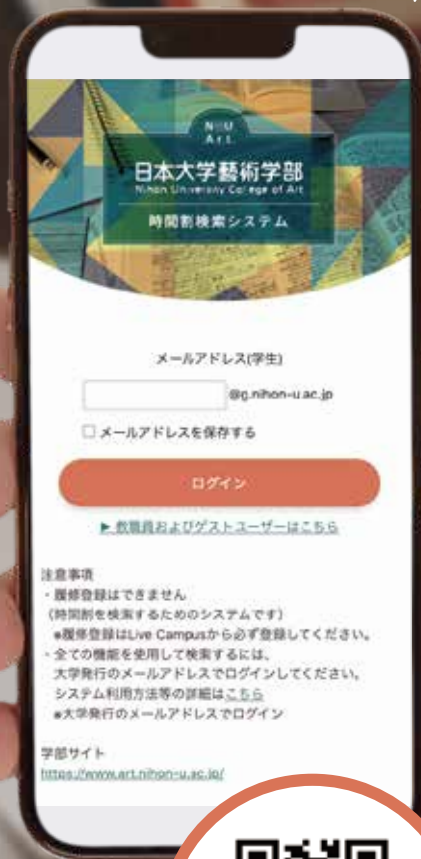 N U
Art
日本大学藝術学部
Nihon University College of Art
時間割検索システム
メールアドレス(学生)
@g.nihon-u.ac.jp
メールアドレスを保存する
ログイン
▶ 教職員およびゲストユーザーはこちら
注意事項
・履修登録はできません
（時間割を検索するためのシステムです）
※履修登録はLive Campusから必ず登録してください。
・全ての機能を使用して検索するには、
大学発行のメールアドレスでログインしてください。
システム利用方法等の詳細はこちら
※大学発行のメールアドレスでログイン
学部サイト
https://www.art.nihon-u.ac.jp/